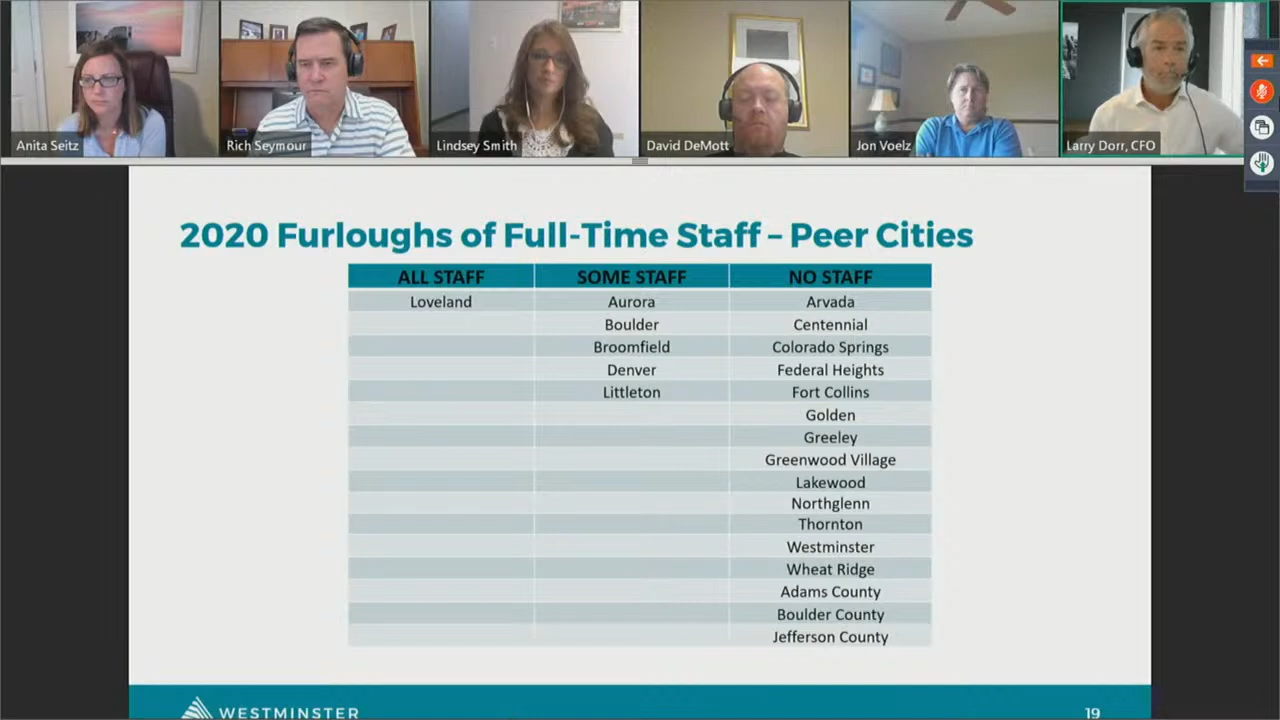 Anita Seitz
Rich Seymour
Lindsey Smith
David DeMott
Jon Voelz
Larry Dorr, CFO
2020 Furloughs of Full-Time Staff – Peer Cities
ALL STAFF SOME STAFF NO STAFF
Loveland Aurora Arvada
Boulder Centennial
Broomfield Colorado Springs
Denver Federal Heights
Littleton Fort Collins
Golden
Greeley
Greenwood Village
Lakewood
Northglenn
Thornton
Westminster
Wheat Ridge
Adams County
Boulder County
Jefferson County
WESTMINSTER
19